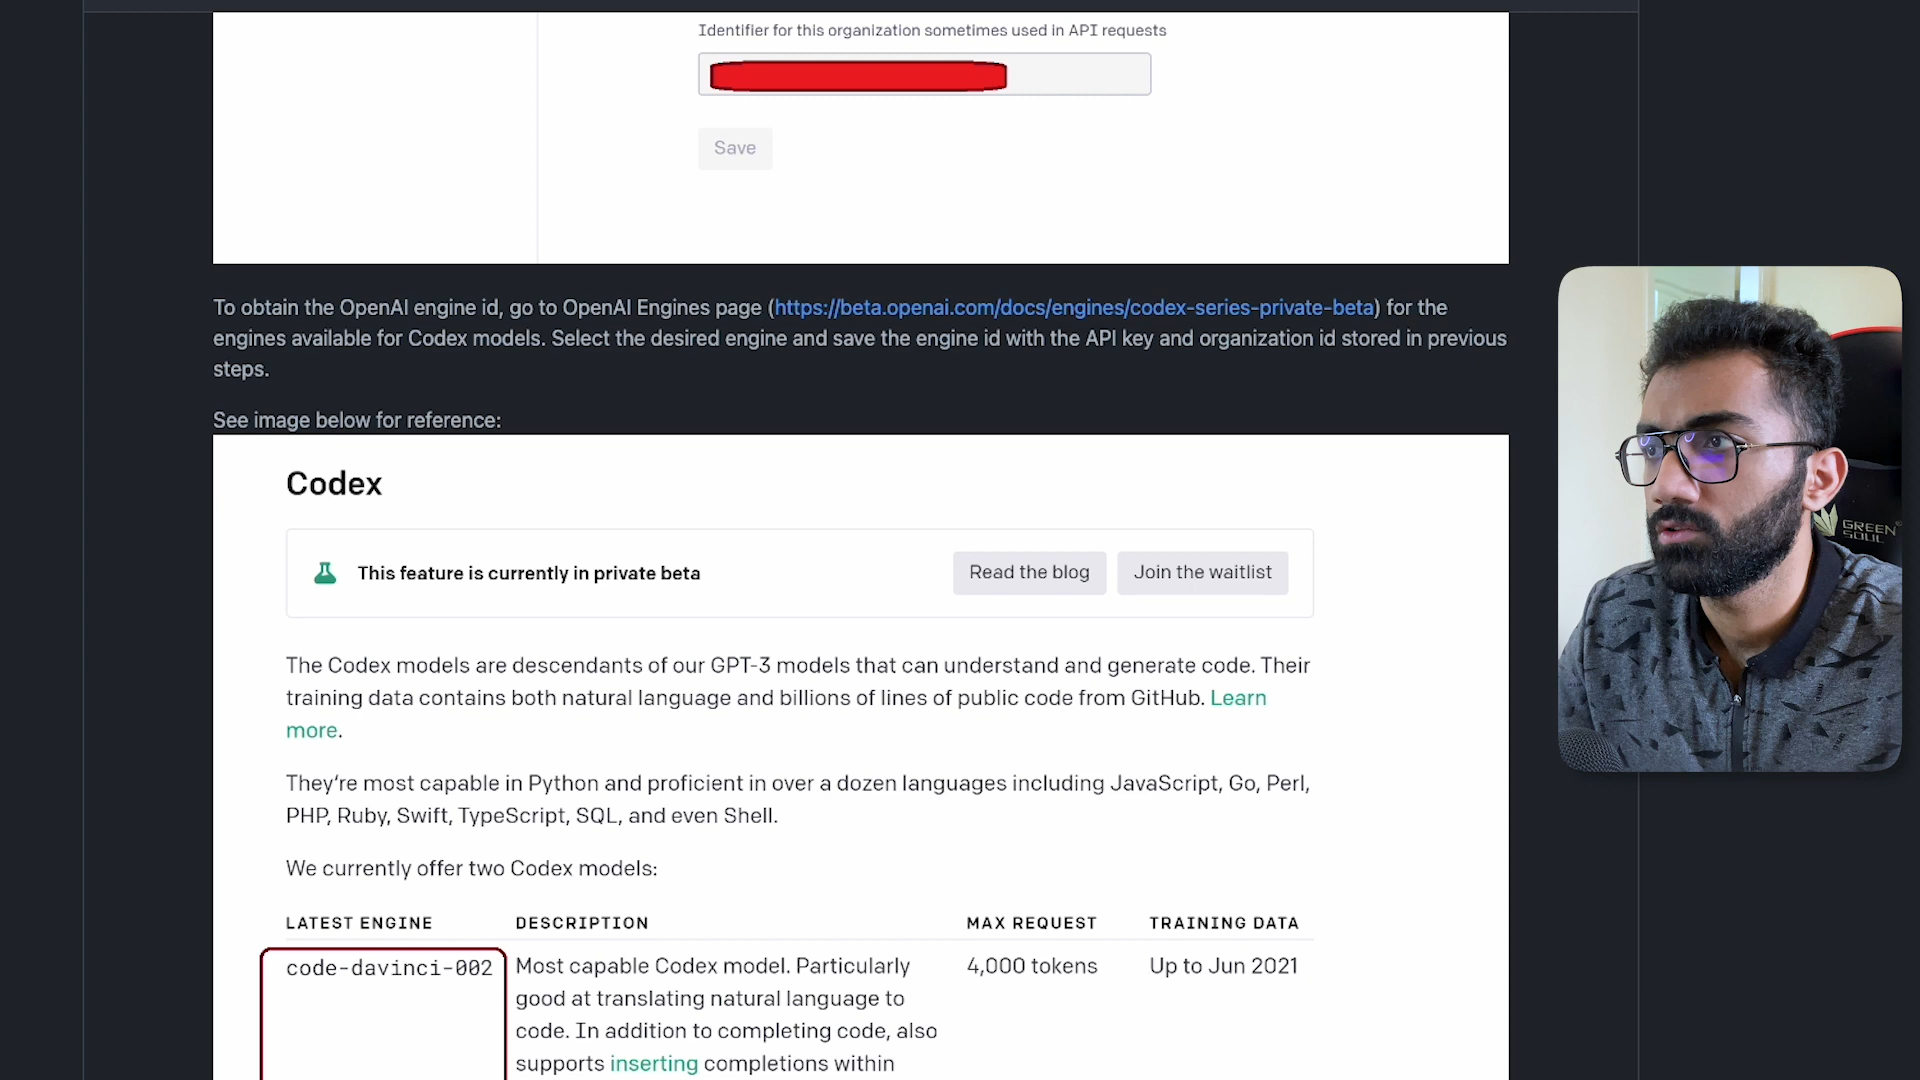 Identifier for this organization sometimes used in API requests
Save
To obtain the OpenAI engine id, go to OpenAI Engines page (https://beta.openai.com/docs/engines/codex-series-private-beta) for the
engines available for Codex models. Select the desired engine and save the engine id with the API key and organization id stored in previous
steps.
See image below for reference:
Codex
This feature is currently in private beta
Read the blog
Join the waitlist
The Codex models are descendants of our GPT-3 models that can understand and generate code. Their
training data contains both natural language and billions of lines of public code from GitHub. Learn
more.
They're most capable in Python and proficient in over a dozen languages including JavaScript, Go, Perl,
PHP, Ruby, Swift, TypeScript, SQL, and even Shell.
We currently offer two Codex models:
LATEST ENGINE DESCRIPTION MAX REQUEST TRAINING DATA
code-davinci-002 Most capable Codex model. Particularly 4,000 tokens Up to Jun 2021
good at translating natural language to
code. In addition to completing code, also
supports inserting completions within
GREEN
SOUL